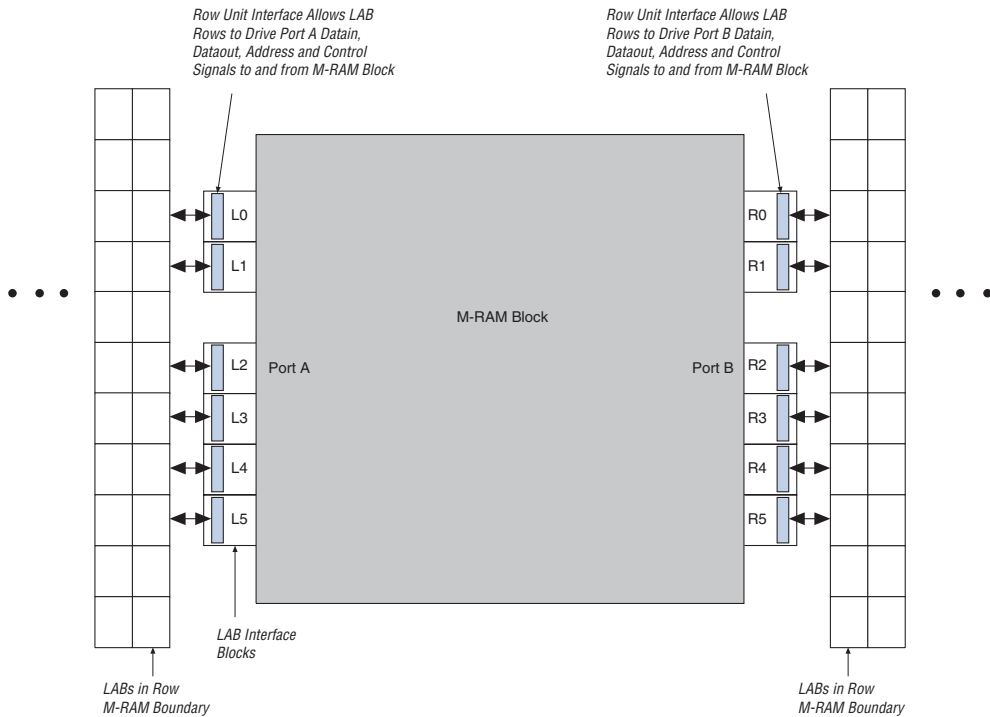 Row Unit Interface Allows LAB
Rows to Drive Port A Datain,
Dataout, Address and Control
Signals to and from M-RAM Block
Row Unit Interface Allows LAB
Rows to Drive Port B Datain,
Dataout, Address and Control
Signals to and from M-RAM Block
L0
R0
L1
R1
M-RAM Block
L2
Port A
Port B
R2
L3
R3
L4
R4
L5
R5
LAB Interface
Blocks
LABs in Row
M-RAM Boundary
LABs in Row
M-RAM Boundary